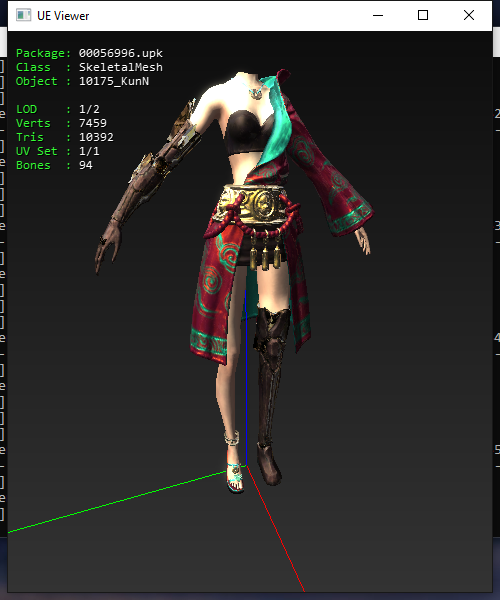 UE Viewer
Package: 00056996.upk
Class  : SkeletalMesh
Object : 10175_KunN
LOD    : 1/2
Verts  : 7459
Tris   : 10392
UV Set : 1/1
Bones  : 94